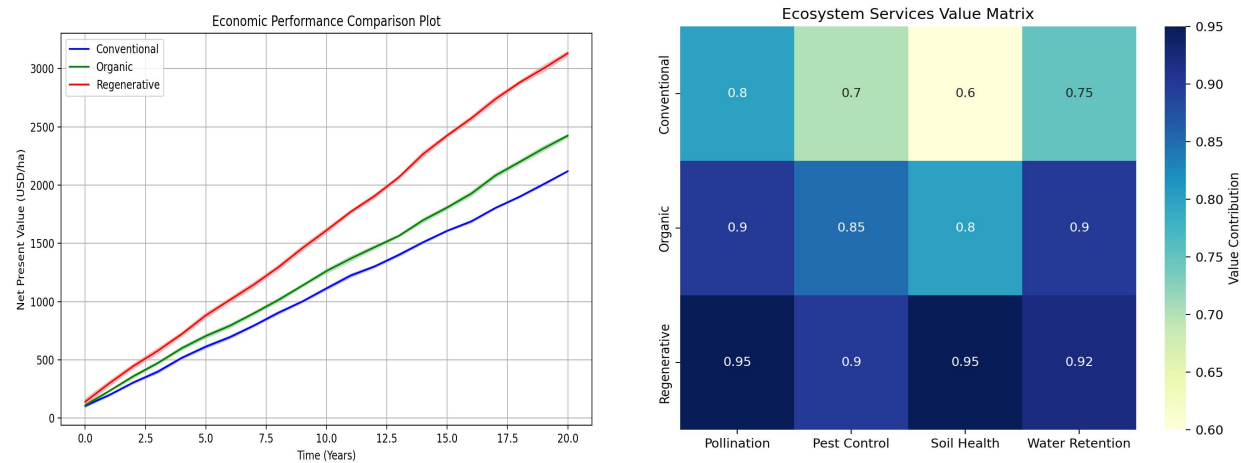 Economic Performance Comparison Plot
Conventional
Organic
Regenerative
Net Present Value (USD/ha)
3000
2500
2000
1500
1000
500
0
0.0 2.5 5.0 7.5 10.0 12.5 15.0 17.5 20.0
Time (Years)
Ecosystem Services Value Matrix
Conventional
0.8 0.7 0.6 0.75
Organic
0.9 0.85 0.8 0.9
Regenerative
0.95 0.9 0.95 0.92
Pollination Pest Control Soil Health Water Retention
0.95
0.90
0.85
0.80
0.75
0.70
0.65
0.60
Value Contribution